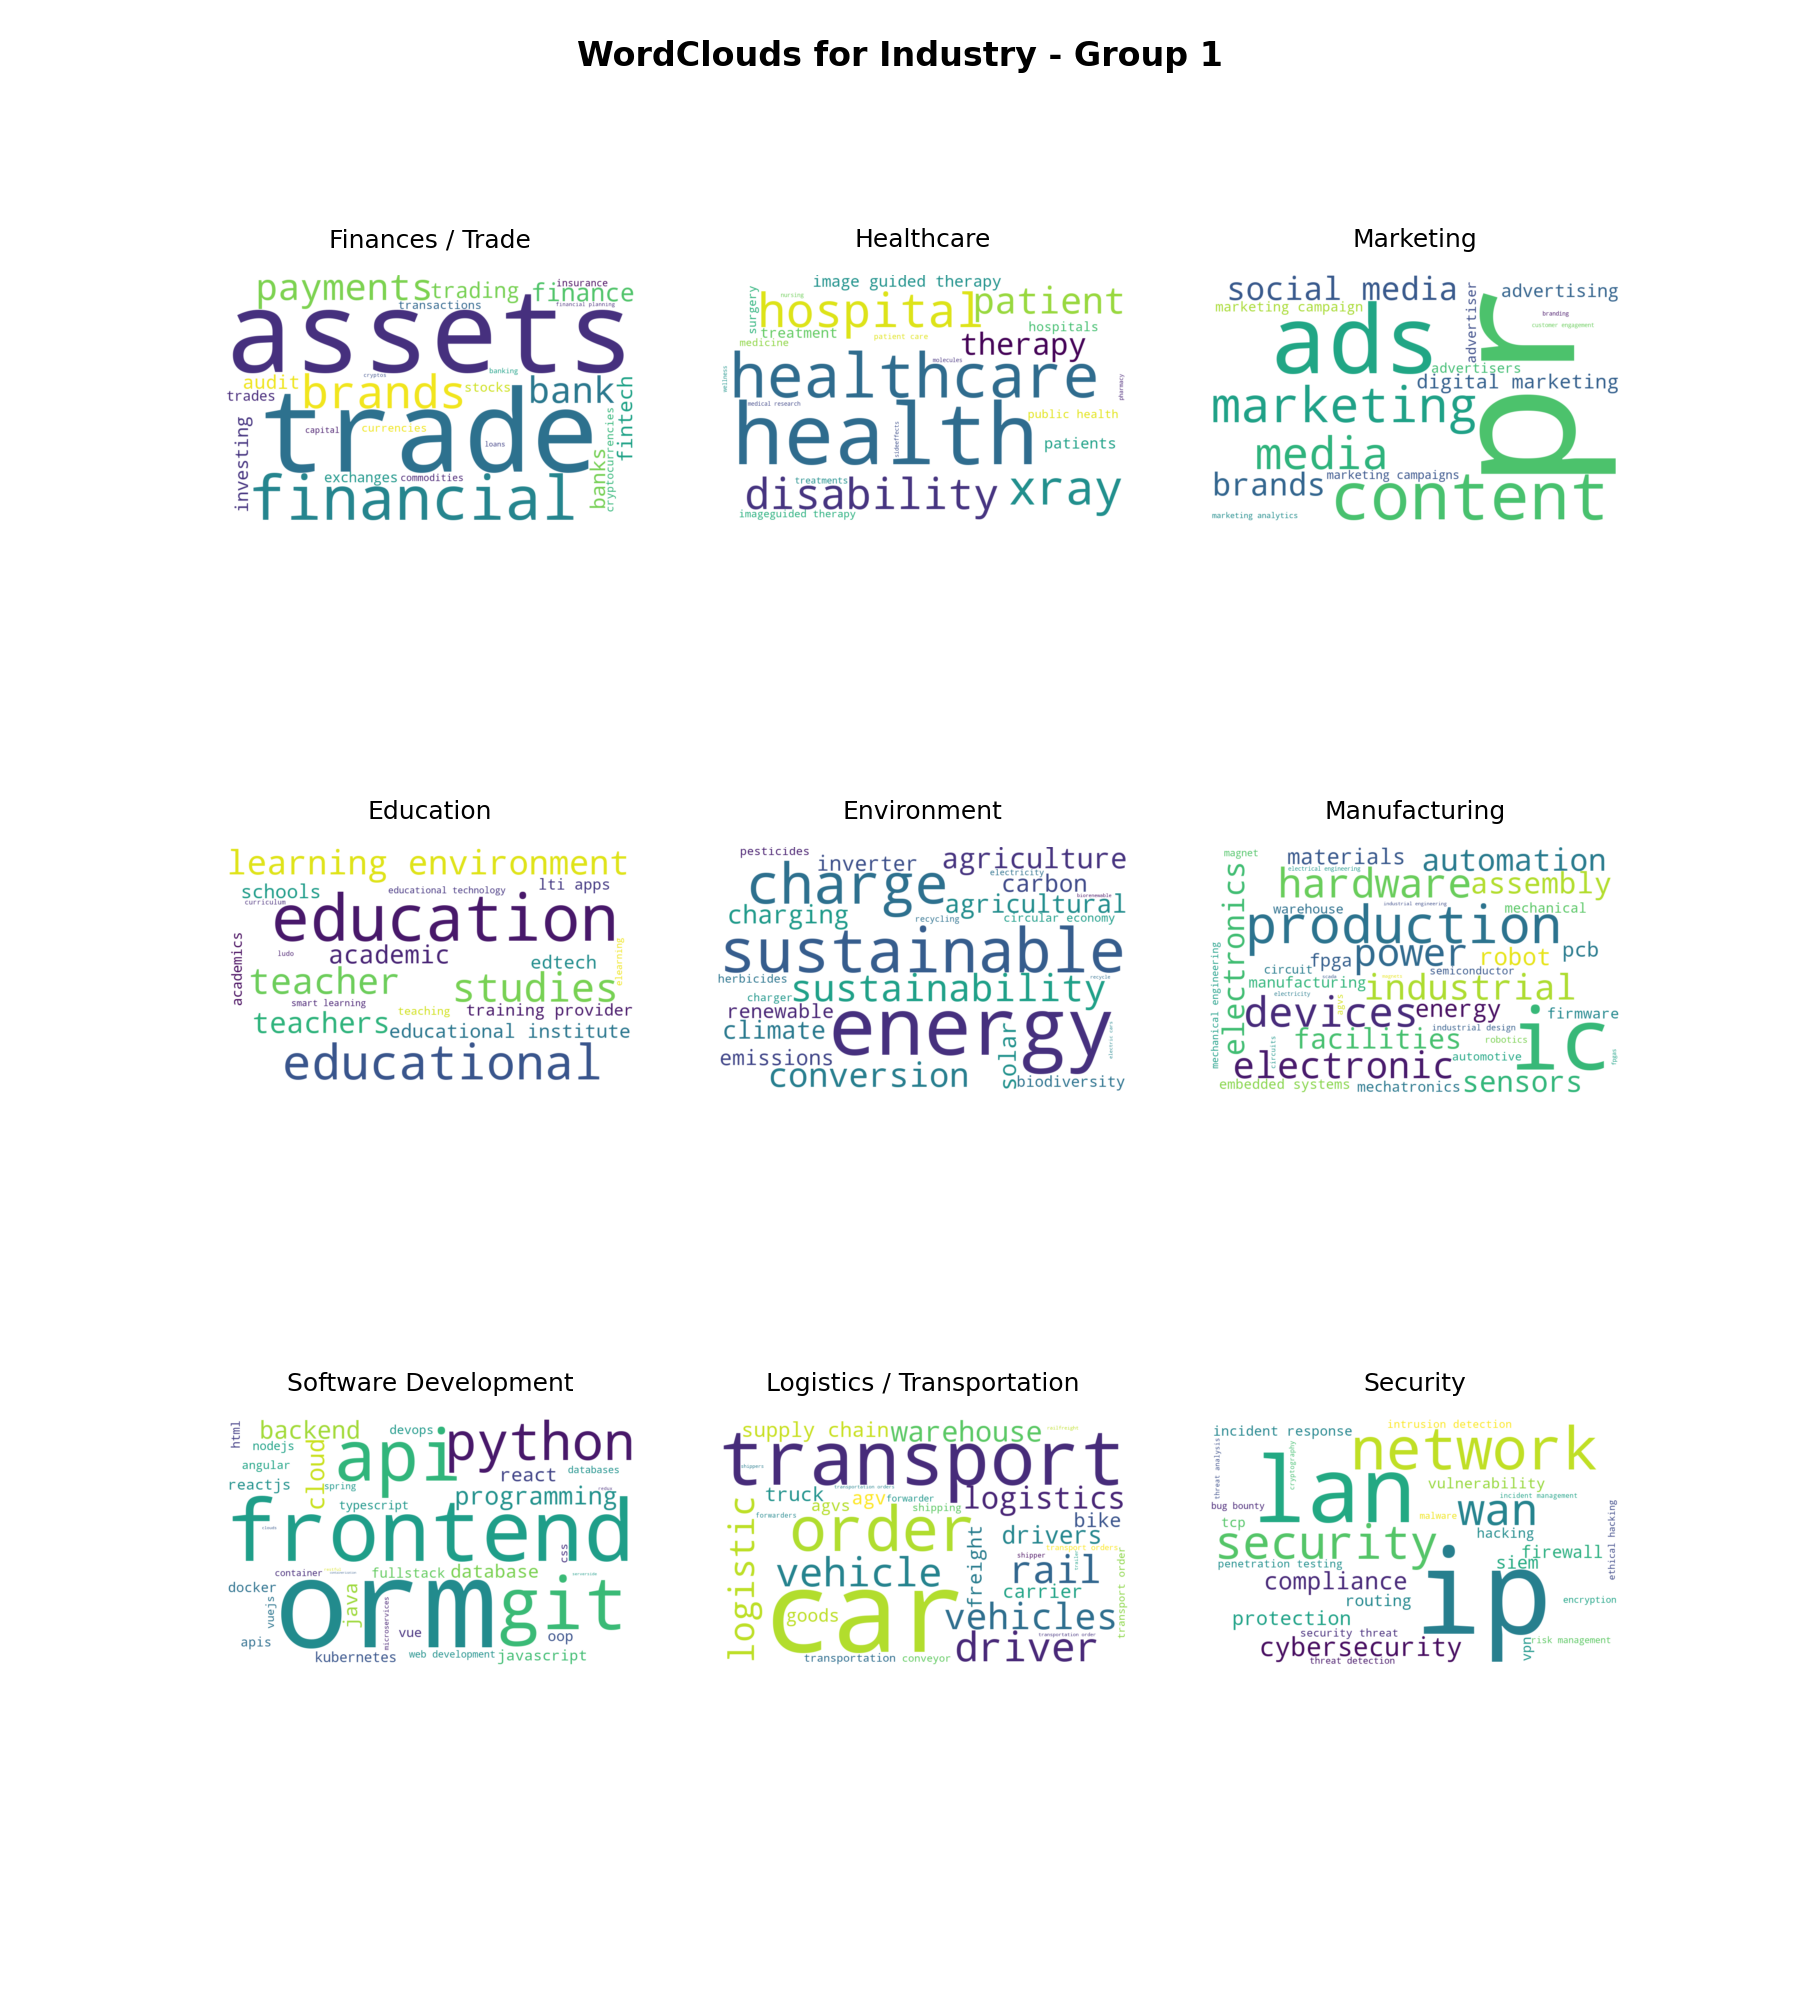 WordClouds for Industry - Group 1
Finances / Trade
payments
trading
finance
insurance
transactions
financial planning
assets
cryptos
banking
audit
brands
stocks
bank
trades
trade
fintech
capital
currencies
loans
investing
banks
cryptocurrencies
exchanges
commodities
financial
Healthcare
image guided therapy
nursing
hospital
patient
surgery
treatment
patient care
hospitals
medicine
therapy
molecules
healthcare
wellness
pharmacy
medical research
health
public health
sideeffects
patients
treatments
disability
xray
imageguided therapy
Marketing
social media
advertiser
advertising
marketing campaign
branding
customer engagement
ads
pr
advertisers
digital marketing
marketing
media
marketing campaigns
brands
content
marketing analytics
Education
learning environment
schools
educational technology
lti apps
curriculum
education
academics
academic
ludo
edtech
elearning
teacher
studies
smart learning
teaching
training provider
teachers
educational institute
educational
Environment
pesticides
inverter
agriculture
electricity
charge
carbon
biorenewable
charging
agricultural
recycling
circular economy
sustainable
herbicides
recycle
charger
sustainability
renewable
energy
climate
solar
electric cars
emissions
conversion
biodiversity
Manufacturing
magnet
materials
automation
electrical engineering
hardware
assembly
electronics
warehouse
industrial engineering
mechanical
production
power
robot
pcb
fpga
circuit
semiconductor
mechanical engineering
manufacturing
industrial
electricity
agvs
devices
energy
ic
firmware
industrial design
facilities
robotics
circuits
electronic
automotive
fpgas
embedded systems
mechatronics
sensors
Software Development
html
backend
devops
python
nodejs
api
cloud
angular
react
databases
reactjs
spring
programming
redux
typescript
frontend
clouds
css
container
fullstack
database
docker
orm
git
java
vuejs
microservices
vue
oop
apis
kubernetes
web development
javascript
Logistics / Transportation
supply chain
warehouse
railfreight
transport
shippers
transportation orders
truck
agvs
agv
forwarder
shipping
logistics
forwarders
bike
order
drivers
logistic
freight
transport orders
shipper
vehicle
rail
carrier
transport order
car
goods
vehicles
transportation order
driver
transportation
conveyor
Security
incident response
intrusion detection
network
threat analysis
cryptography
lan
vulnerability
incident management
bug bounty
wan
tcp
malware
hacking
ethical hacking
security
firewall
siem
penetration testing
ip
compliance
routing
encryption
protection
security threat
vpn
risk management
cybersecurity
threat detection